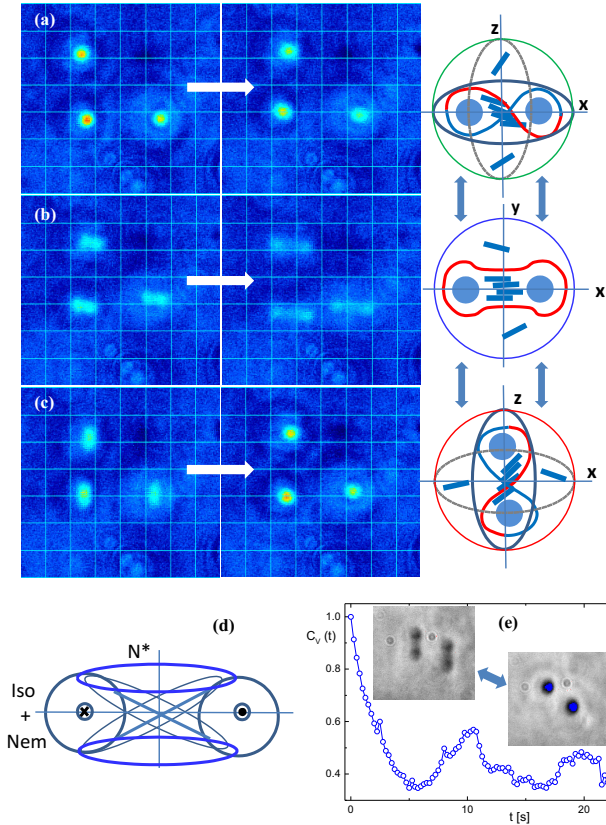 (a)
z
x
(b)
y
x
(c)
z
x
(d)
N*
Iso
+
Nem
x
(e)
C_V (t)
1.0
0.8
0.6
0.4
0
10
20
t [s]